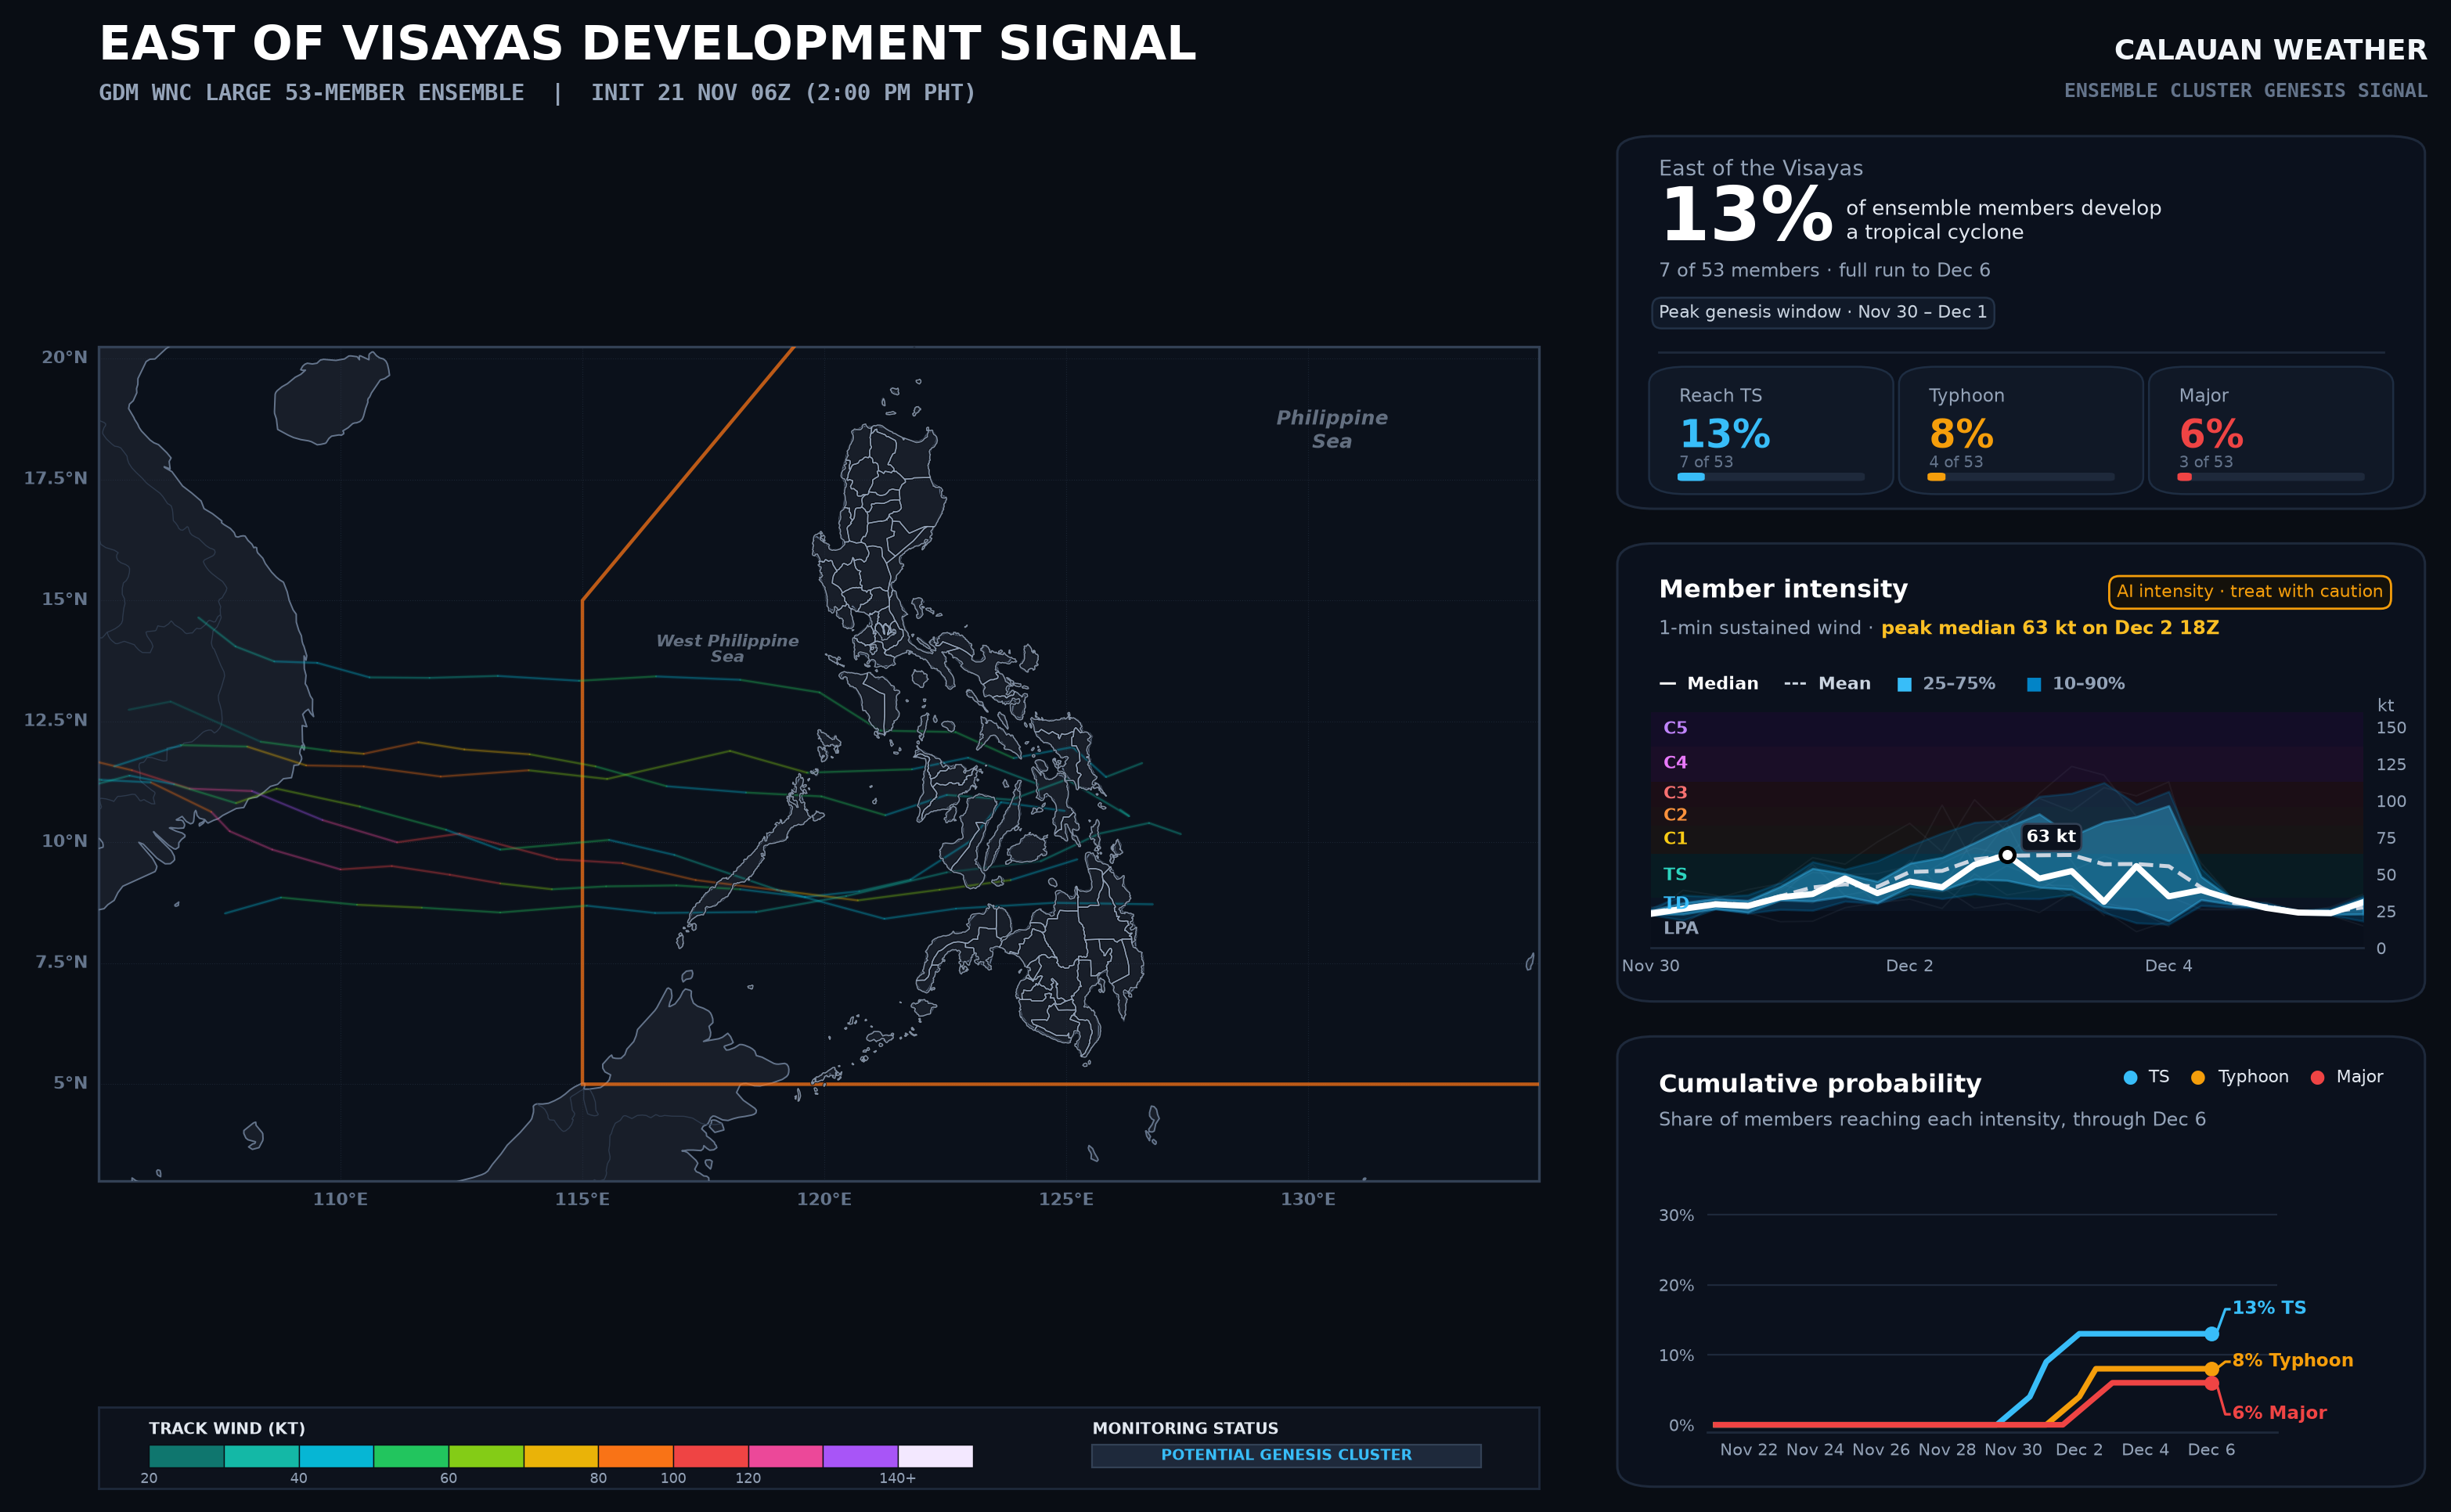 EAST OF VISAYAS DEVELOPMENT SIGNAL
GDM WNC LARGE 53-MEMBER ENSEMBLE | INIT 21 NOV 06Z (2:00 PM PHT)
CALAUAN WEATHER
ENSEMBLE CLUSTER GENESIS SIGNAL
20°N
17.5°N
15°N
12.5°N
10°N
7.5°N
5°N
110°E
115°E
120°E
125°E
130°E
Philippine
Sea
West Philippine
Sea
TRACK WIND (KT)
20
40
60
80
100
120
140+
MONITORING STATUS
POTENTIAL GENESIS CLUSTER
East of the Visayas
13%
of ensemble members develop
a tropical cyclone
7 of 53 members · full run to Dec 6
Peak genesis window · Nov 30 – Dec 1
Reach TS
13%
7 of 53
Typhoon
8%
4 of 53
Major
6%
3 of 53
Member intensity
AI intensity · treat with caution
1-min sustained wind · peak median 63 kt on Dec 2 18Z
Median
Mean
25–75%
10–90%
kt
C5
C4
C3
C2
C1
TS
TD
LPA
150
125
100
75
50
25
0
63 kt
Nov 30
Dec 2
Dec 4
Cumulative probability
TS
Typhoon
Major
Share of members reaching each intensity, through Dec 6
30%
20%
10%
0%
13% TS
8% Typhoon
6% Major
Nov 22
Nov 24
Nov 26
Nov 28
Nov 30
Dec 2
Dec 4
Dec 6